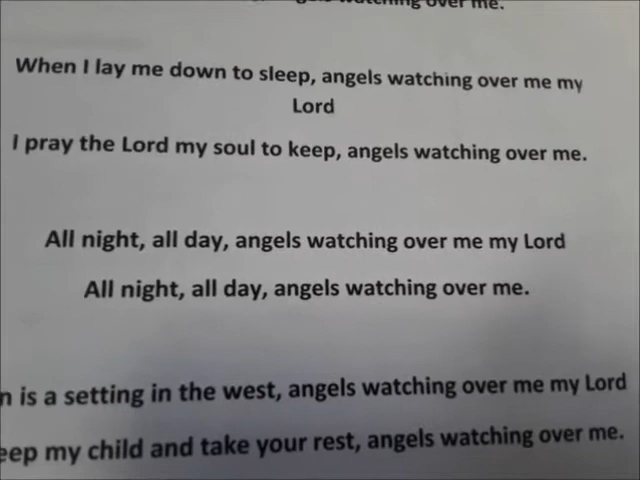 watching over me.
When I lay me down to sleep, angels watching over me my
Lord
I pray the Lord my soul to keep, angels watching over me.
All night, all day, angels watching over me my Lord
All night, all day, angels watching over me.
is a setting in the west, angels watching over me my Lord
my child and take your rest, angels watching over me.